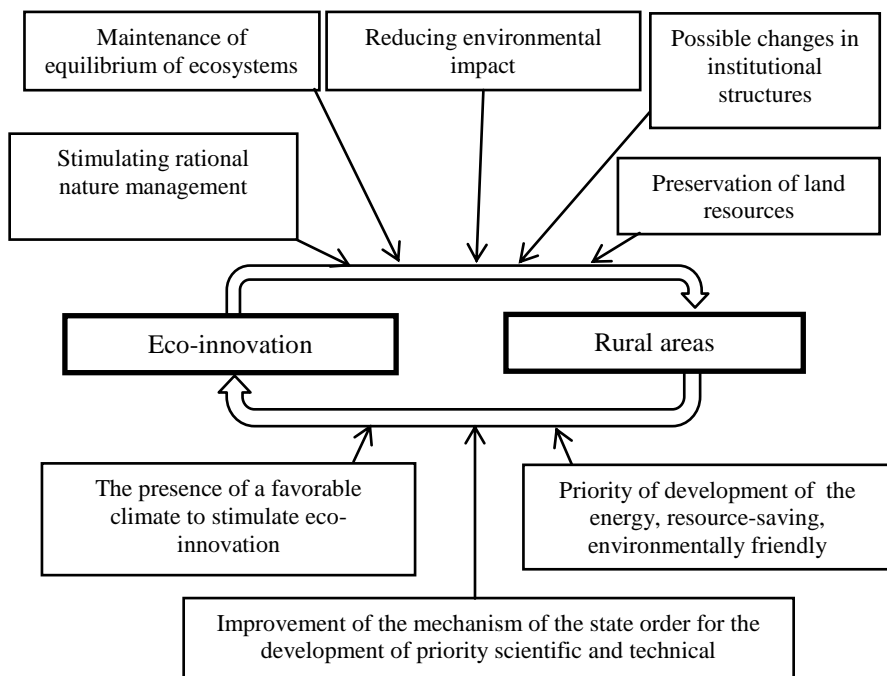 Maintenance of
equilibrium of ecosystems
Reducing environmental
impact
Possible changes in
institutional
structures
Stimulating rational
nature management
Preservation of land
resources
Eco-innovation
Rural areas
The presence of a favorable
climate to stimulate eco-
innovation
Priority of development of the
energy, resource-saving,
environmentally friendly
Improvement of the mechanism of the state order for the
development of priority scientific and technical